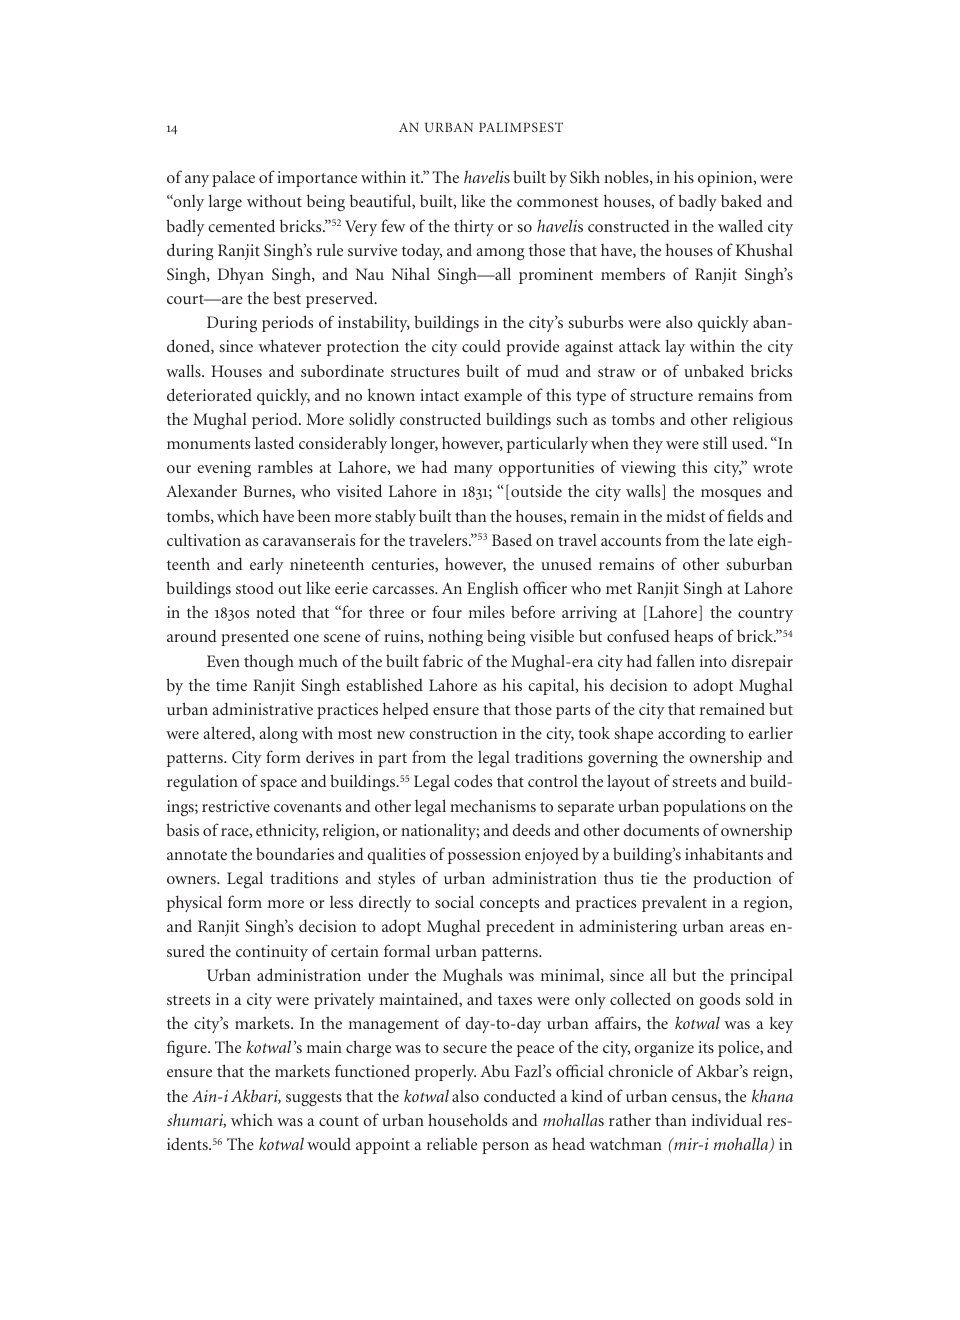 14
AN URBAN PALIMPSEST
of any palace of importance within it.” The havelis built by Sikh nobles, in his opinion, were
“only large without being beautiful, built, like the commonest houses, of badly baked and
badly cemented bricks.”52 Very few of the thirty or so havelis constructed in the walled city
during Ranjit Singh’s rule survive today, and among those that have, the houses of Khushal
Singh, Dhyan Singh, and Nau Nihal Singh—all prominent members of Ranjit Singh’s
court—are the best preserved.
During periods of instability, buildings in the city’s suburbs were also quickly aban-
doned, since whatever protection the city could provide against attack lay within the city
walls. Houses and subordinate structures built of mud and straw or of unbaked bricks
deteriorated quickly, and no known intact example of this type of structure remains from
the Mughal period. More solidly constructed buildings such as tombs and other religious
monuments lasted considerably longer, however, particularly when they were still used. “In
our evening rambles at Lahore, we had many opportunities of viewing this city,” wrote
Alexander Burnes, who visited Lahore in 1831; “[outside the city walls] the mosques and
tombs, which have been more stably built than the houses, remain in the midst of fields and
cultivation as caravanserais for the travelers.”53 Based on travel accounts from the late eigh-
teenth and early nineteenth centuries, however, the unused remains of other suburban
buildings stood out like eerie carcasses. An English officer who met Ranjit Singh at Lahore
in the 1830s noted that “for three or four miles before arriving at [Lahore] the country
around presented one scene of ruins, nothing being visible but confused heaps of brick.”54
Even though much of the built fabric of the Mughal-era city had fallen into disrepair
by the time Ranjit Singh established Lahore as his capital, his decision to adopt Mughal
urban administrative practices helped ensure that those parts of the city that remained but
were altered, along with most new construction in the city, took shape according to earlier
patterns. City form derives in part from the legal traditions governing the ownership and
regulation of space and buildings.55 Legal codes that control the layout of streets and build-
ings; restrictive covenants and other legal mechanisms to separate urban populations on the
basis of race, ethnicity, religion, or nationality; and deeds and other documents of ownership
annotate the boundaries and qualities of possession enjoyed by a building’s inhabitants and
owners. Legal traditions and styles of urban administration thus tie the production of
physical form more or less directly to social concepts and practices prevalent in a region,
and Ranjit Singh’s decision to adopt Mughal precedent in administering urban areas en-
sured the continuity of certain formal urban patterns.
Urban administration under the Mughals was minimal, since all but the principal
streets in a city were privately maintained, and taxes were only collected on goods sold in
the city’s markets. In the management of day-to-day urban affairs, the kotwal was a key
figure. The kotwal’s main charge was to secure the peace of the city, organize its police, and
ensure that the markets functioned properly. Abu Fazl’s official chronicle of Akbar’s reign,
the Ain-i Akbari, suggests that the kotwal also conducted a kind of urban census, the khana
shumari, which was a count of urban households and mohallas rather than individual res-
idents.56 The kotwal would appoint a reliable person as head watchman (mir-i mohalla) in